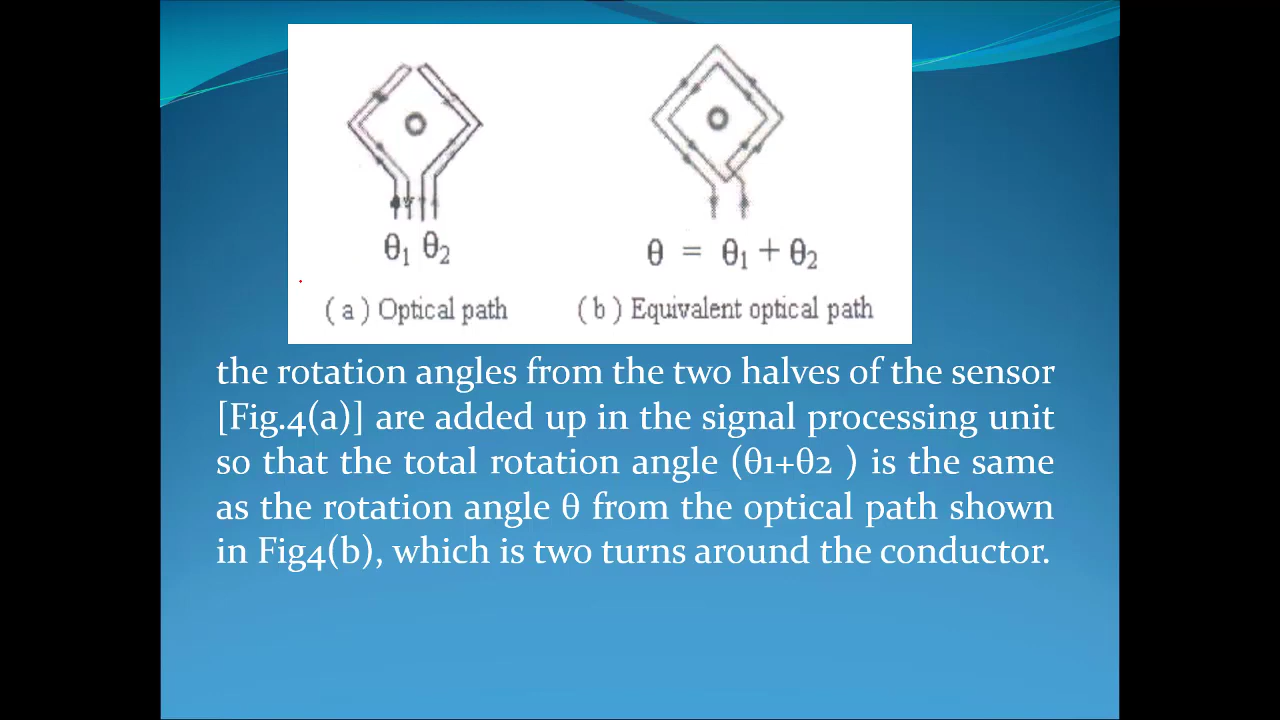 θ1 θ2
θ = θ1 + θ2
( a ) Optical path
( b ) Equivalent optical path
the rotation angles from the two halves of the sensor
[Fig.4(a)] are added up in the signal processing unit
so that the total rotation angle (θ1+θ2 ) is the same
as the rotation angle θ from the optical path shown
in Fig4(b), which is two turns around the conductor.